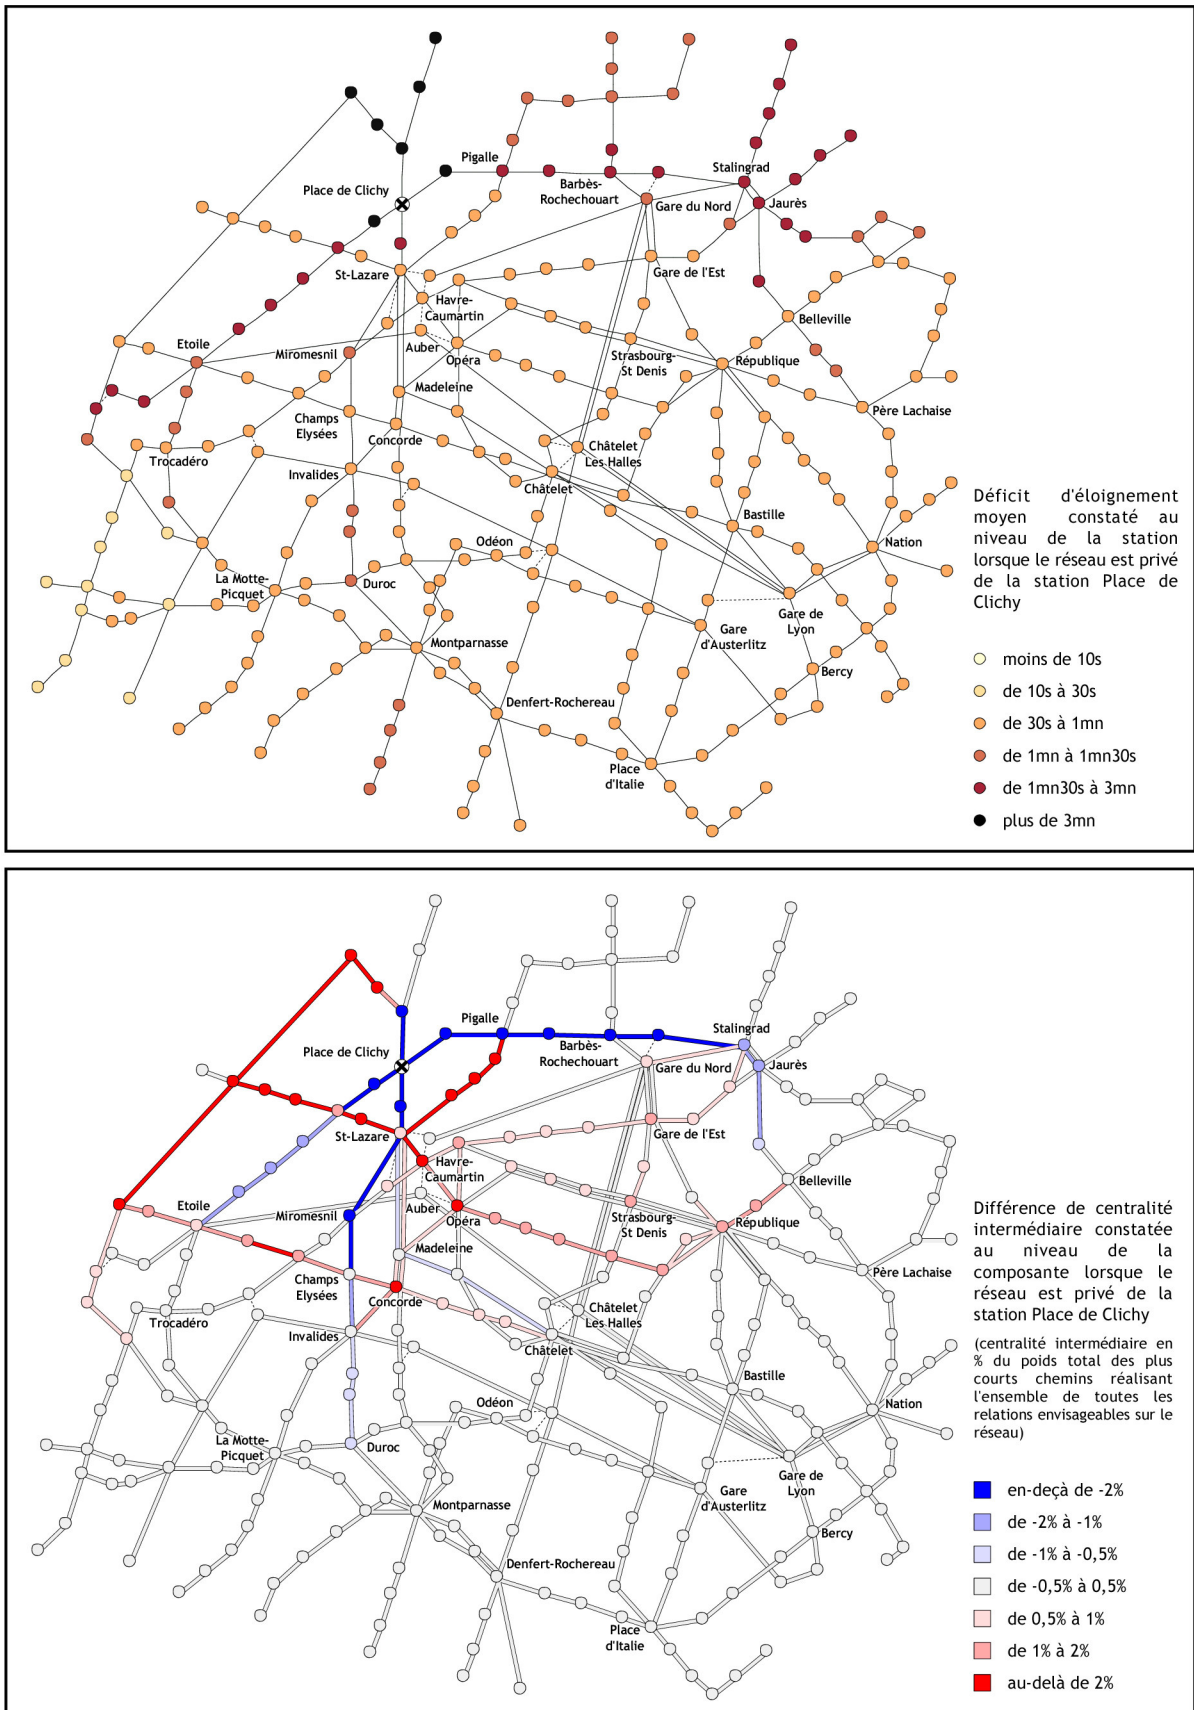 Pigalle
Stalingrad
Place de Clichy
Barbès-
Rochechouart
Gare du Nord
Jaurès
St-Lazare
Gare de l'Est
Havre-
Caumartin
Belleville
Etoile
Miromesnil
Auber
Opéra
Strasbourg-
St Denis
République
Madeleine
Champs
Elysées
Concorde
Père Lachaise
Trocadéro
Invalides
Châtelet
Les Halles
Châtelet
Bastille
Odéon
Nation
La Motte-
Picquet
Duroc
Gare de
Lyon
Gare
d'Austerlitz
Montparnasse
Bercy
Denfert-Rochereau
Place
d'Italie
Déficit d'éloignement
moyen constaté au
niveau de la station
lorsque le réseau est privé
de la station Place de
Clichy
moins de 10s
de 10s à 30s
de 30s à 1mn
de 1mn à 1mn30s
de 1mn30s à 3mn
plus de 3mn
Pigalle
Stalingrad
Place de Clichy
Barbès-
Rochechouart
Gare du Nord
Jaurès
St-Lazare
Gare de l'Est
Havre-
Caumartin
Belleville
Etoile
Miromesnil
Auber
Opéra
Strasbourg-
St Denis
République
Madeleine
Champs
Elysées
Concorde
Père Lachaise
Trocadéro
Invalides
Châtelet
Les Halles
Châtelet
Bastille
Odéon
Nation
La Motte-
Picquet
Duroc
Gare de
Lyon
Gare
d'Austerlitz
Montparnasse
Bercy
Denfert-Rochereau
Place
d'Italie
Différence de centralité
intermédiaire constatée
au niveau de la
composante lorsque le
réseau est privé de la
station Place de Clichy
(centralité intermédiaire en
% du poids total des plus
courts chemins réalisant
l'ensemble de toutes les
relations envisageables sur le
réseau)
en-deçà de -2%
de -2% à -1%
de -1% à -0,5%
de -0,5% à 0,5%
de 0,5% à 1%
de 1% à 2%
au-delà de 2%